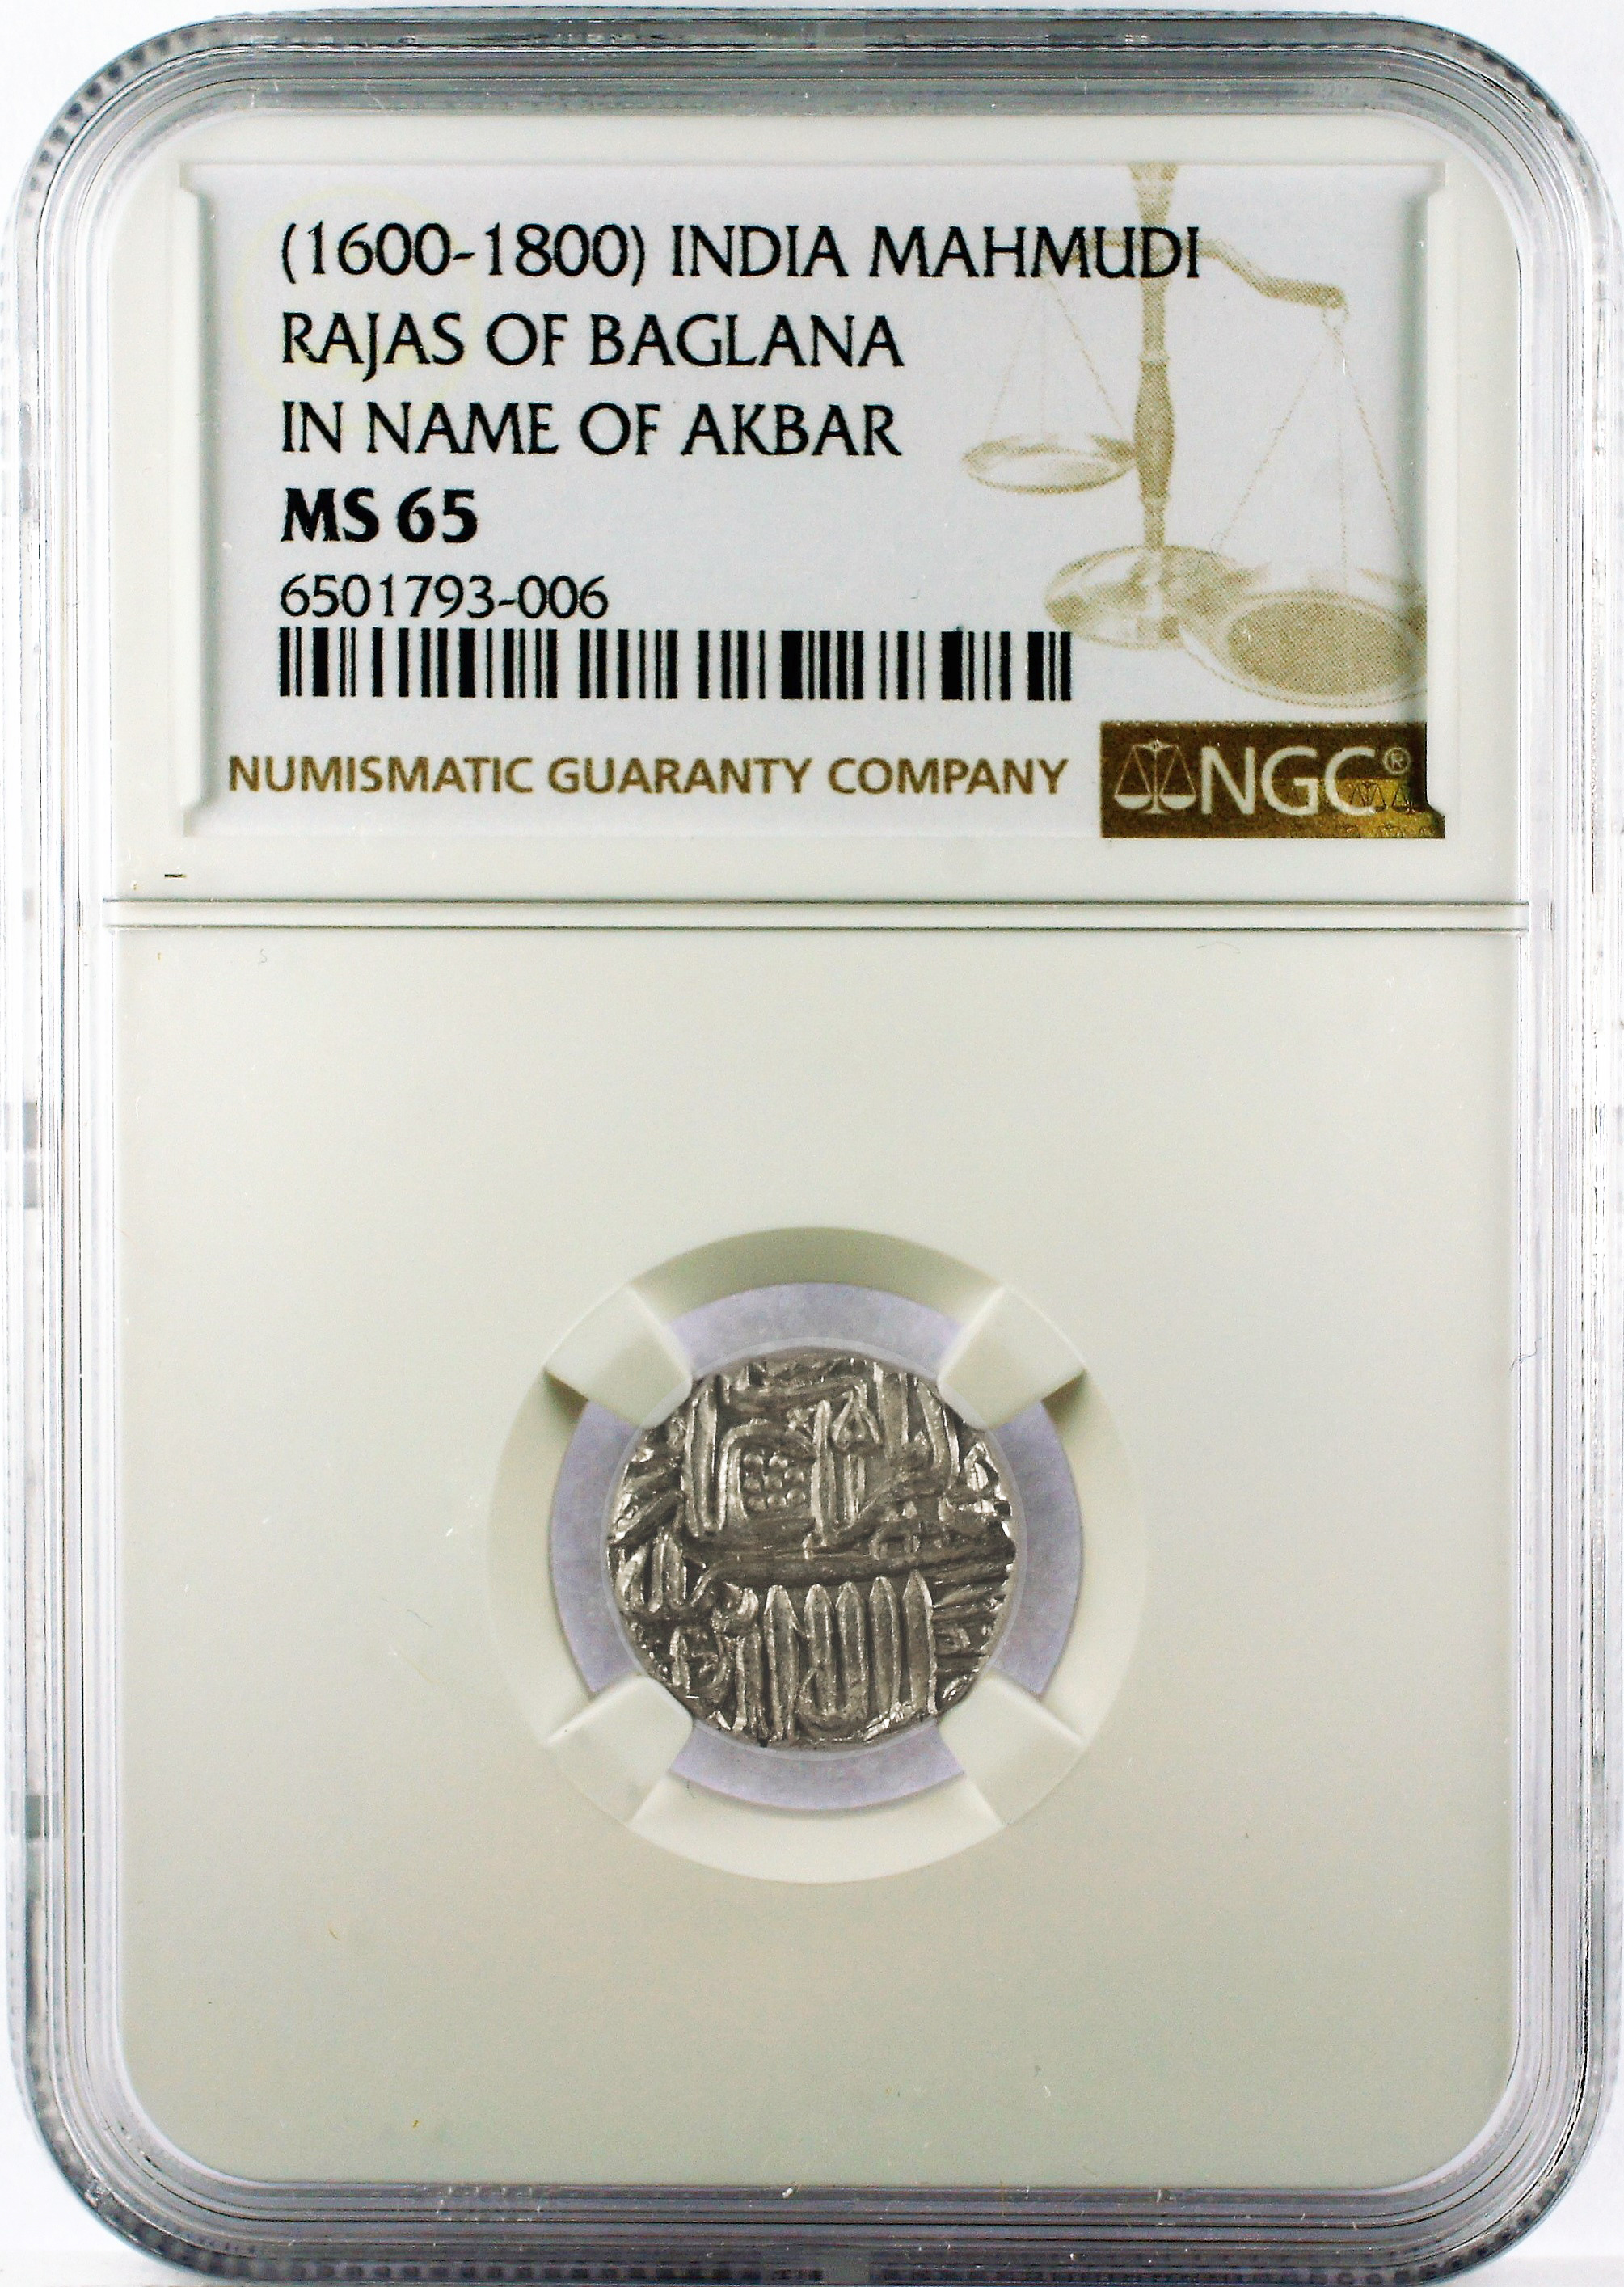 (1600-1800) INDIA MAHMUDI
RAJAS OF BAGLANA
IN NAME OF AKBAR
MS 65
6501793-006
NUMISMATIC GUARANTY COMPANY
NGC®